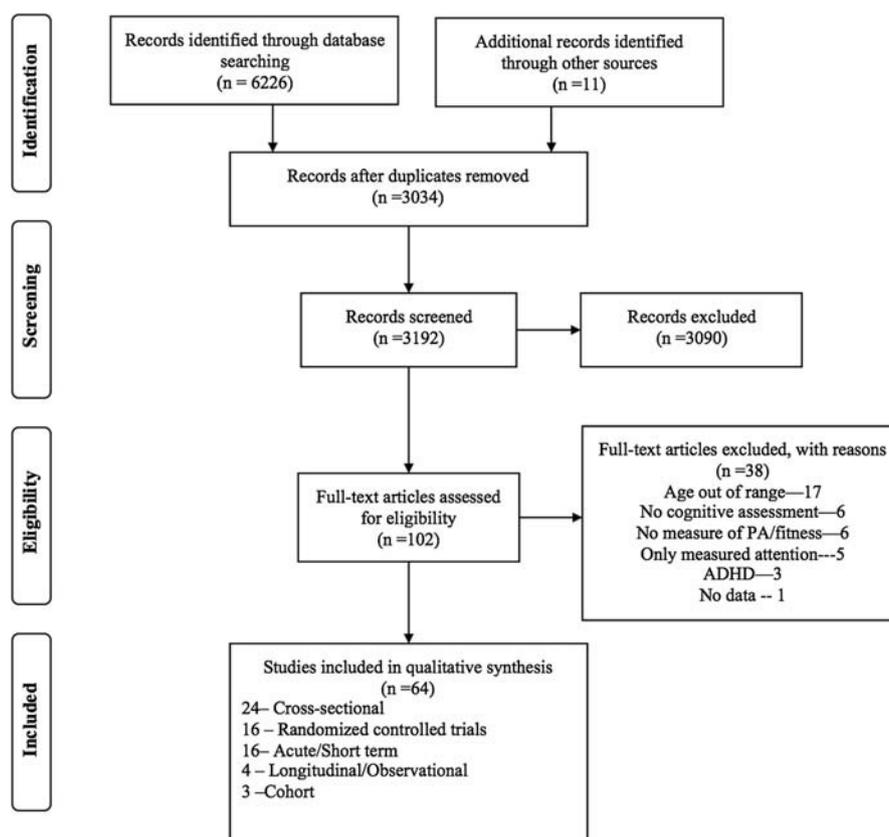 Identification
Records identified through database
searching
(n = 6226)
Additional records identified
through other sources
(n =11)
Records after duplicates removed
(n =3034)
Screening
Records screened
(n =3192)
Records excluded
(n =3090)
Eligibility
Full-text articles assessed
for eligibility
(n =102)
Full-text articles excluded, with reasons
(n =38)
Age out of range—17
No cognitive assessment—6
No measure of PA/fitness—6
Only measured attention---5
ADHD—3
No data -- 1
Included
Studies included in qualitative synthesis
(n =64)
24– Cross-sectional
16 – Randomized controlled trials
16– Acute/Short term
4 – Longitudinal/Observational
3 –Cohort